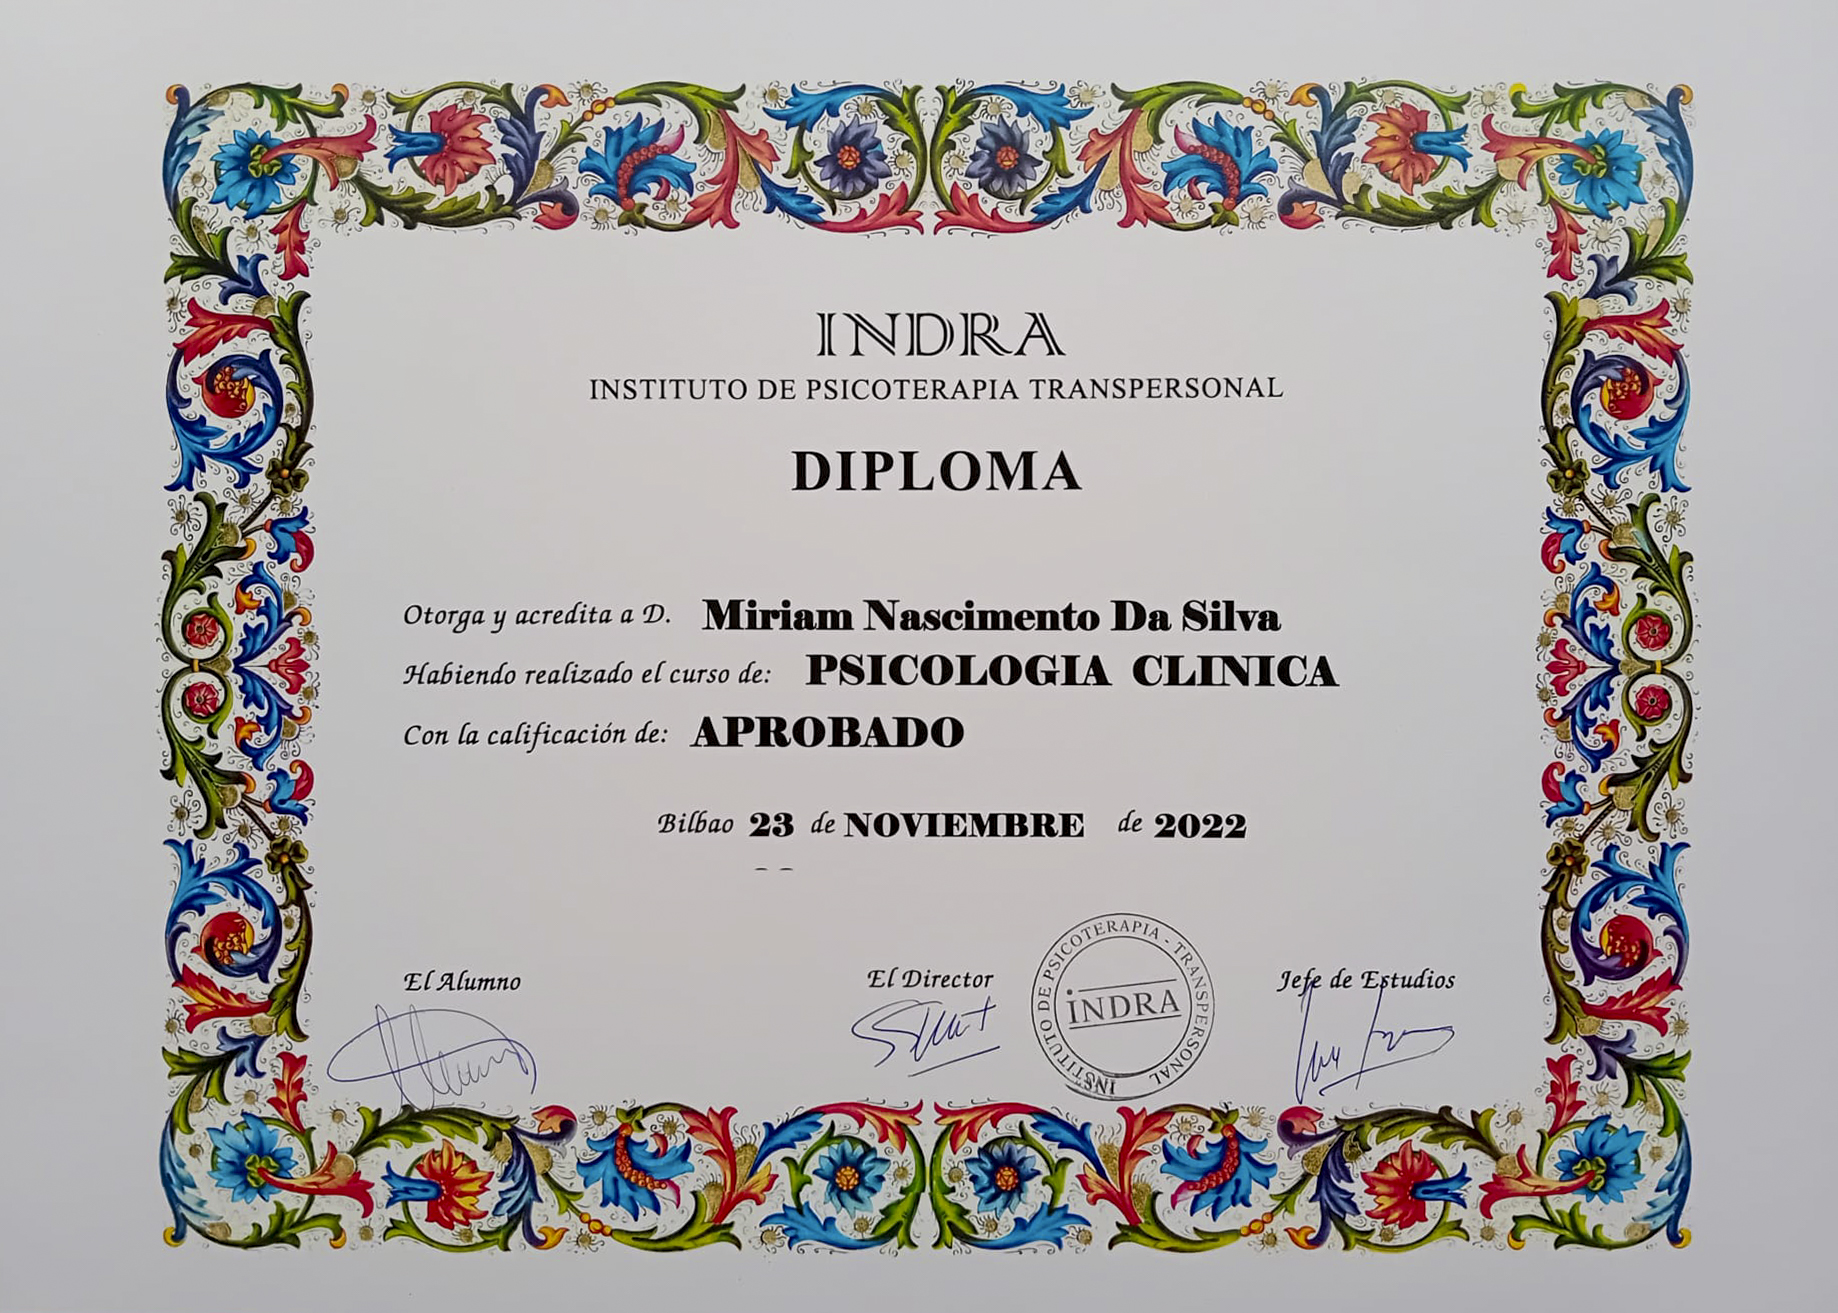 INDRA
INSTITUTO DE PSICOTERAPIA TRANSPERSONAL
DIPLOMA
Otorga y acredita a D. Miriam Nascimento Da Silva
Habiendo realizado el curso de: PSICOLOGIA CLINICA
Con la calificación de: APROBADO
Bilbao 23 de NOVIEMBRE de 2022
El Alumno
El Director
INSTITUTO DE PSICOTERAPIA - TRANSPERSONAL
INDRA
Jefe de Estudios